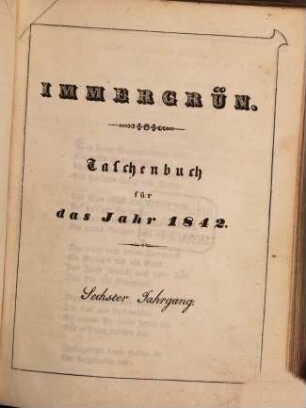 IMMERGRÜN.
Taschenbuch
für
das Jahr 1842.
Sechster Jahrgang.